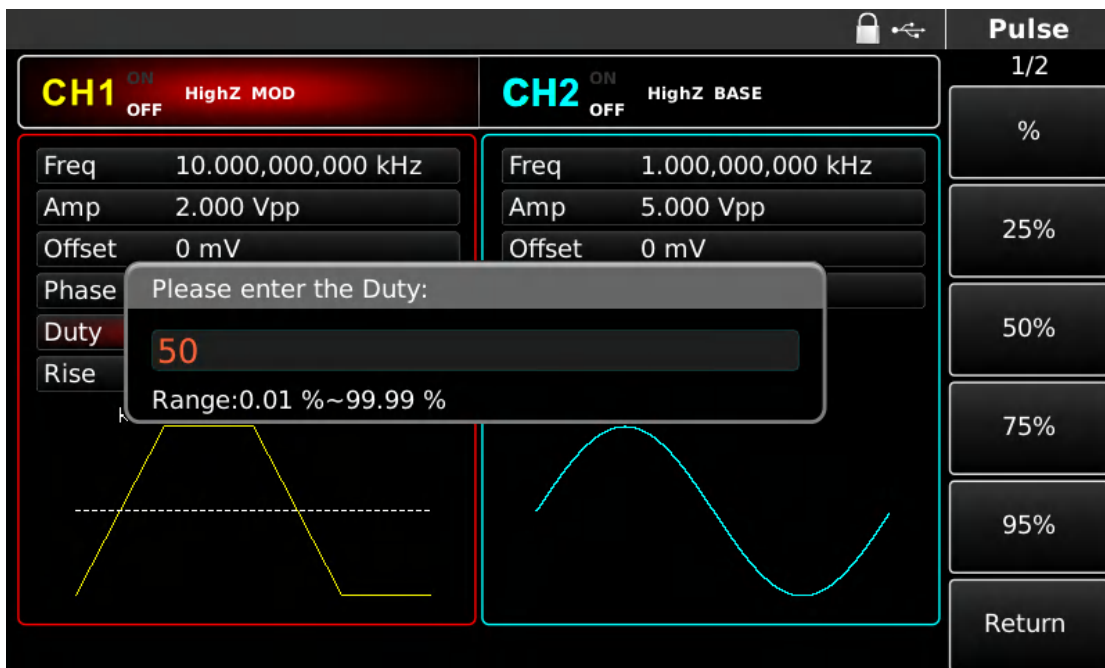 Pulse
1/2
CH1 ON OFF HighZ MOD
CH2 ON OFF HighZ BASE
Freq 10.000,000,000 kHz
Amp 2.000 Vpp
Offset 0 mV
Phase
Duty
Rise
Freq 1.000,000,000 kHz
Amp 5.000 Vpp
Offset 0 mV
Please enter the Duty:
50
Range:0.01 %~99.99 %
%
25%
50%
75%
95%
Return